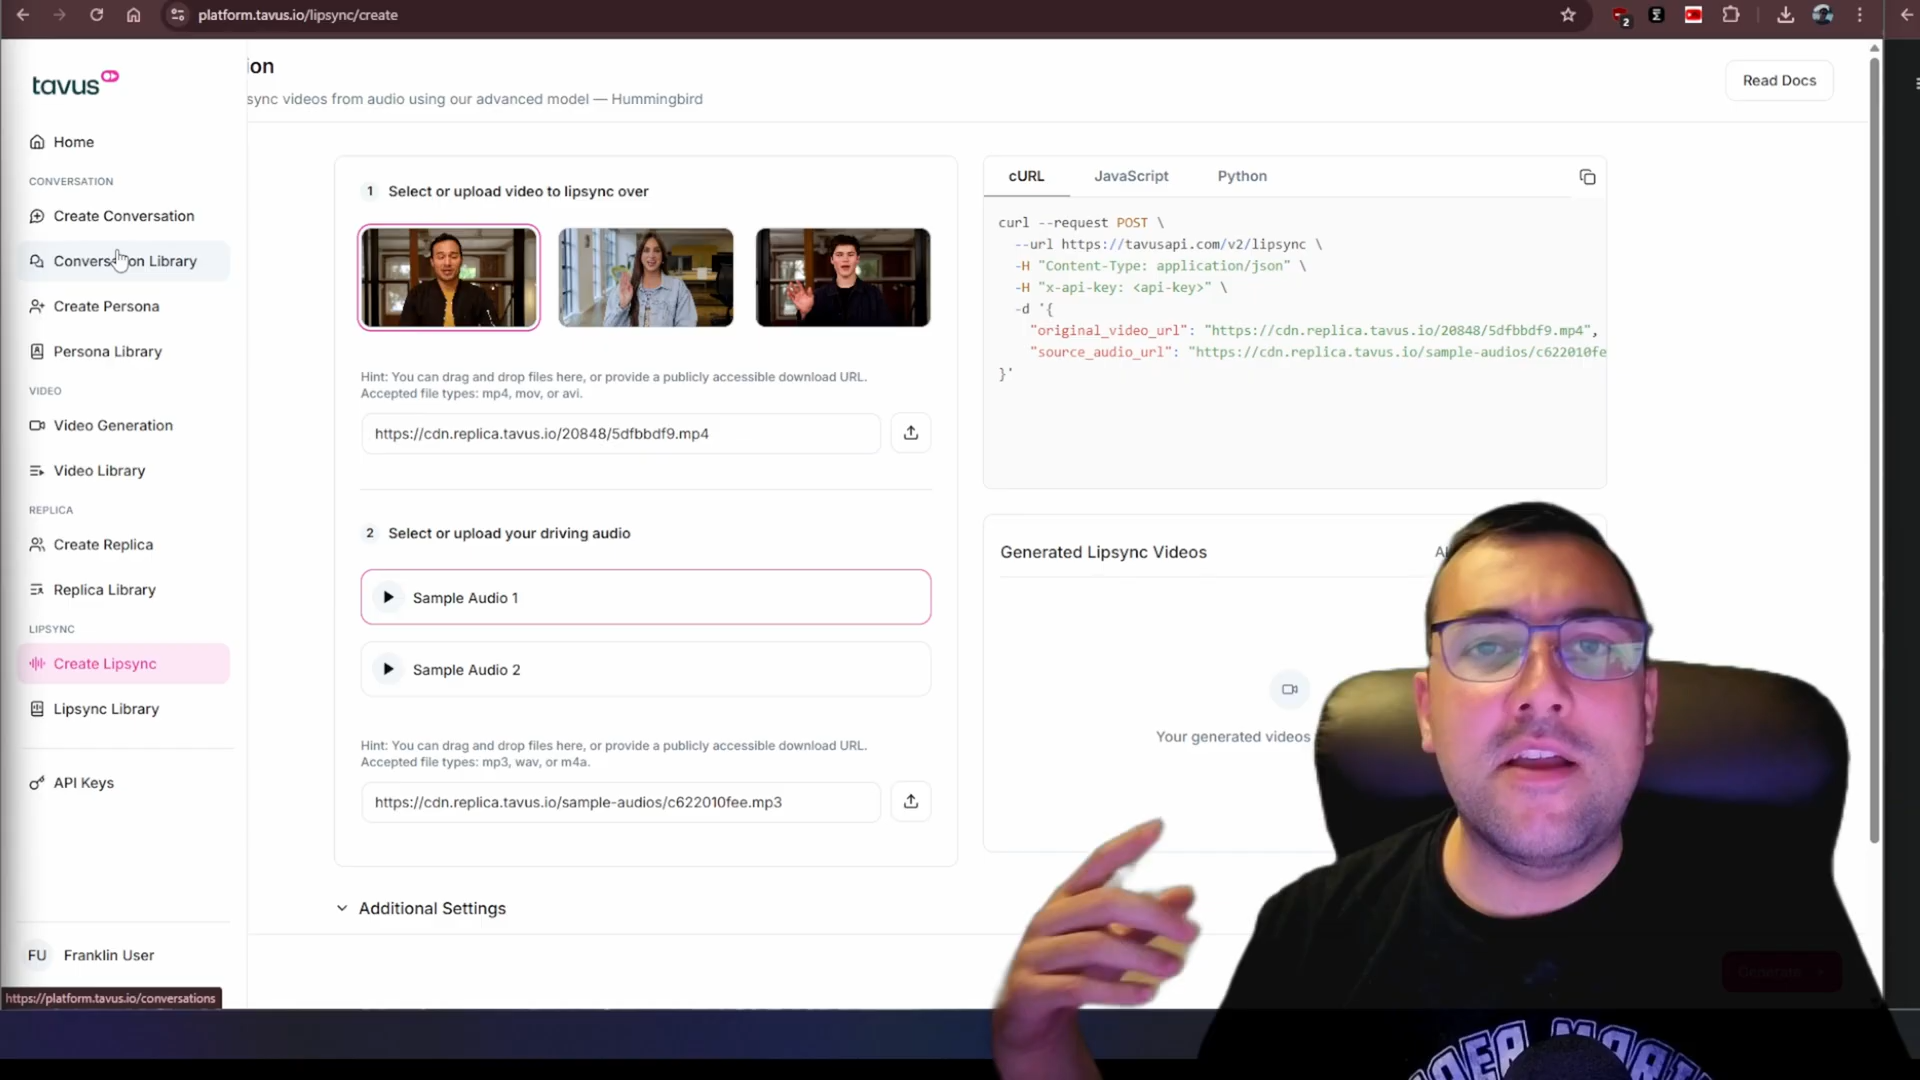 platform.tavus.io/lipsync/create
2
tavus
ion
sync videos from audio using our advanced model — Hummingbird
Read Docs
Home
CONVERSATION
Create Conversation
Conversation Library
Create Persona
Persona Library
VIDEO
Video Generation
Video Library
REPLICA
Create Replica
Replica Library
LIPSYNC
Create Lipsync
Lipsync Library
API Keys
FU Franklin User
https://platform.tavus.io/conversations
1 Select or upload video to lipsync over
Hint: You can drag and drop files here, or provide a publicly accessible download URL.
Accepted file types: mp4, mov, or avi.
https://cdn.replica.tavus.io/20848/5dfbbdf9.mp4
2 Select or upload your driving audio
Sample Audio 1
Sample Audio 2
Hint: You can drag and drop files here, or provide a publicly accessible download URL.
Accepted file types: mp3, wav, or m4a.
https://cdn.replica.tavus.io/sample-audios/c622010fee.mp3
Additional Settings
cURL JavaScript Python
curl --request POST \
--url https://tavusapi.com/v2/lipsync \
-H "Content-Type: application/json" \
-H "x-api-key: <api-key>" \
-d '{
"original_video_url": "https://cdn.replica.tavus.io/20848/5dfbbdf9.mp4",
"source_audio_url": "https://cdn.replica.tavus.io/sample-audios/c622010fe
}'
Generated Lipsync Videos
Your generated videos
Generate